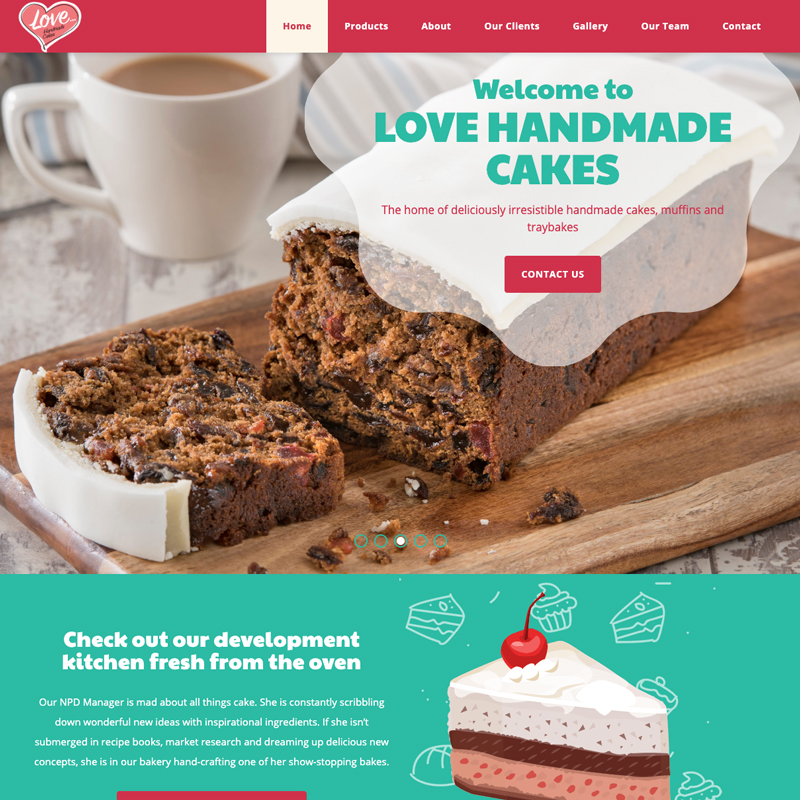 Love
Handmade
Cakes
Home Products About Our Clients Gallery Our Team Contact
Welcome to
LOVE HANDMADE
CAKES
The home of deliciously irresistible handmade cakes, muffins and
traybakes
CONTACT US
Check out our development
kitchen fresh from the oven
Our NPD Manager is mad about all things cake. She is constantly scribbling
down wonderful new ideas with inspirational ingredients. If she isn’t
submerged in recipe books, market research and dreaming up delicious new
concepts, she is in our bakery hand-crafting one of her show-stopping bakes.